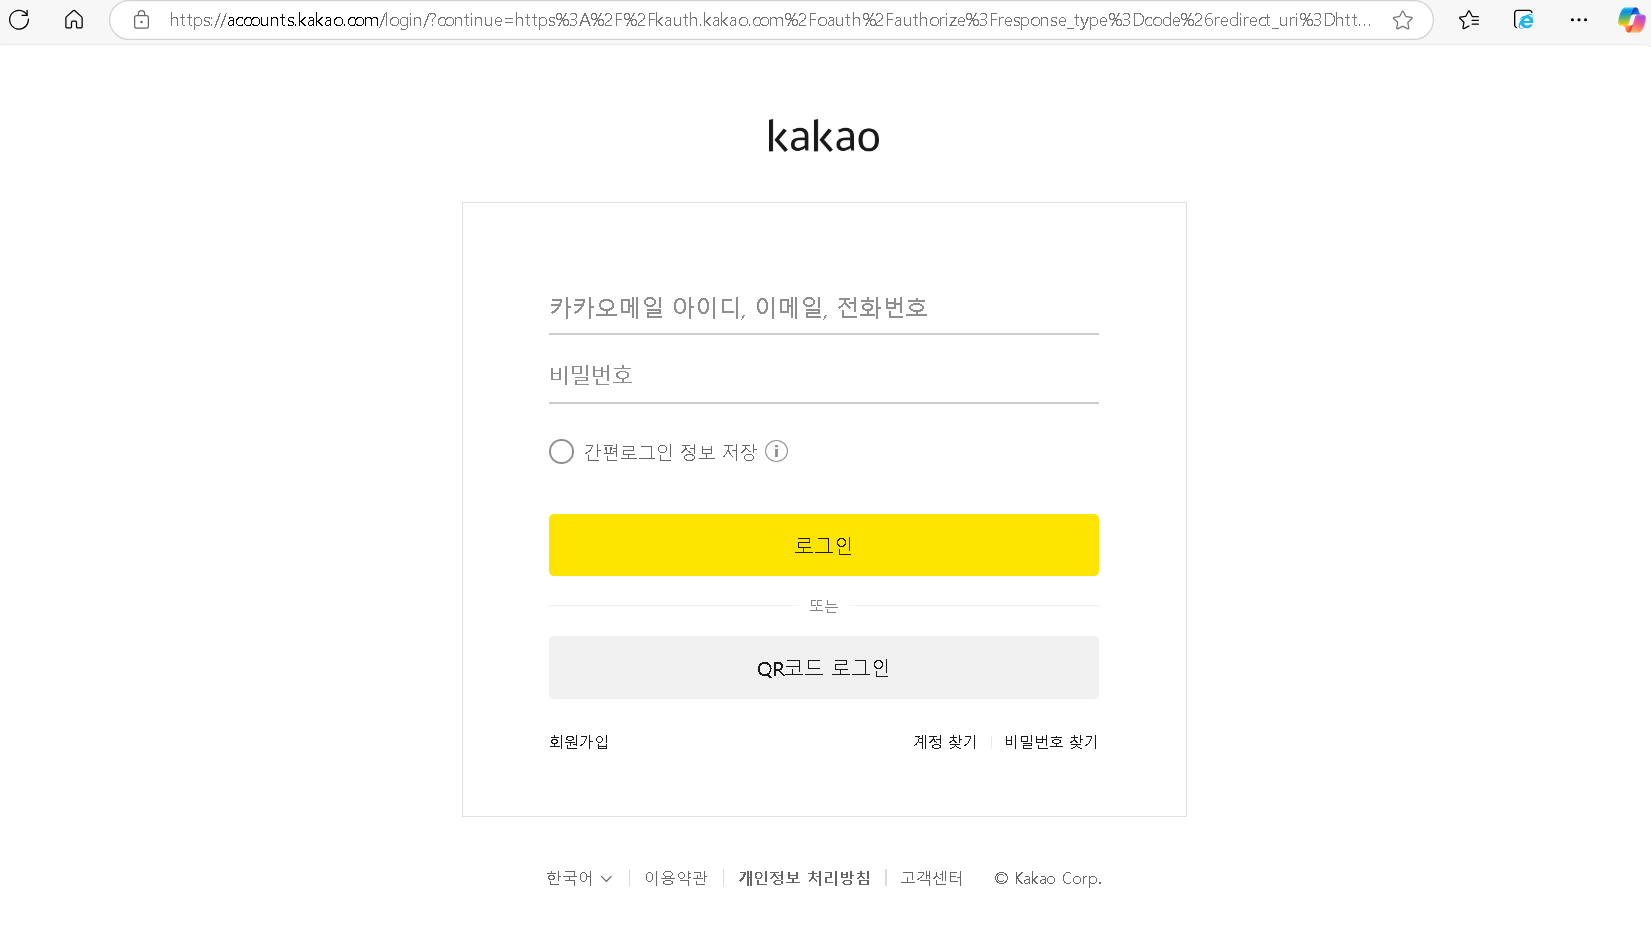 https://accounts.kakao.com/login/?continue=https%3A%2F%2Fkauth.kakao.com%2Foauth%2Fauthorize%3Fresponse_type%3Dcode%26redirect_uri%3Dhtt...
kakao
카카오메일 아이디, 이메일, 전화번호
비밀번호
간편로그인 정보 저장
로그인
또는
QR코드 로그인
회원가입 계정 찾기 비밀번호 찾기
한국어 이용약관 개인정보 처리방침 고객센터 © Kakao Corp.